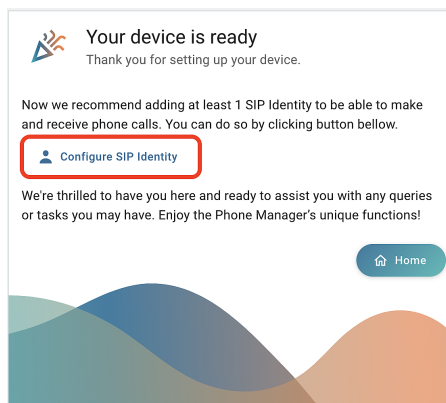 Your device is ready
Thank you for setting up your device.
Now we recommend adding at least 1 SIP Identity to be able to make
and receive phone calls. You can do so by clicking button bellow.
Configure SIP Identity
We're thrilled to have you here and ready to assist you with any queries
or tasks you may have. Enjoy the Phone Manager's unique functions!
Home